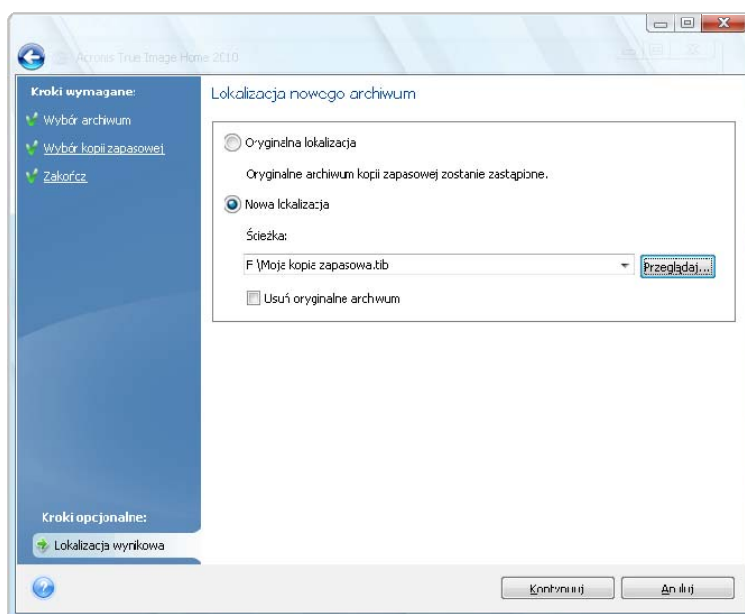 Acronis True Image Home 2010
Kroki wymagane:
Wybór archiwum
Wybór kopii zapasowej
Zakończ
Lokalizacja nowego archiwum
Oryginalna lokalizacja
Oryginalne archiwum kopii zapasowej zostanie zastąpione.
Nowa lokalizacja
Ścieżka:
F:\Moja kopia zapasowa.tib
Przeglądaj...
Usuń oryginalne archiwum
Kroki opcjonalne:
Lokalizacja wynikowa
Kontynuuj
Anuluj